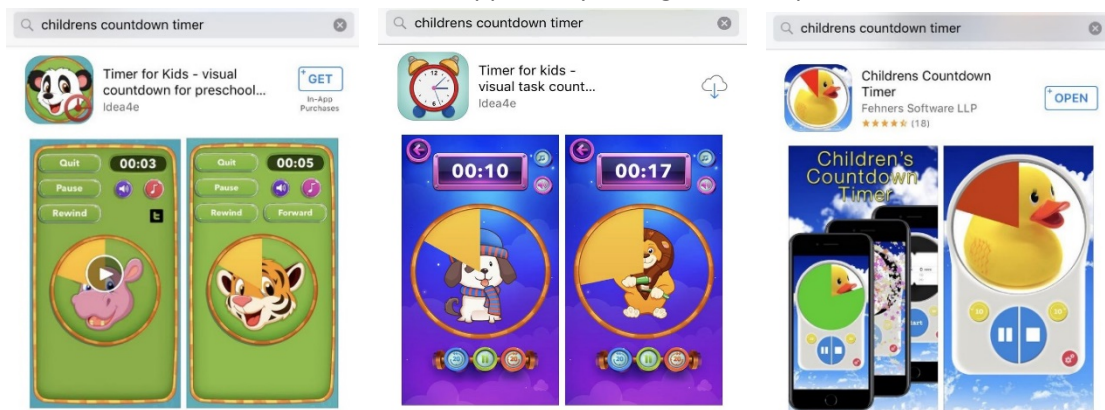 childrens countdown timer
Timer for Kids - visual
countdown for preschool...
Idea4e
+GET
In-App
Purchases
Quit
00:03
Pause
Rewind
Quit
00:05
Pause
Rewind
Forward
childrens countdown timer
Timer for kids -
visual task count...
Idea4e
00:10
00:17
childrens countdown timer
Childrens Countdown
Timer
Fehners Software LLP
(18)
+OPEN
Children's
Countdown
Timer